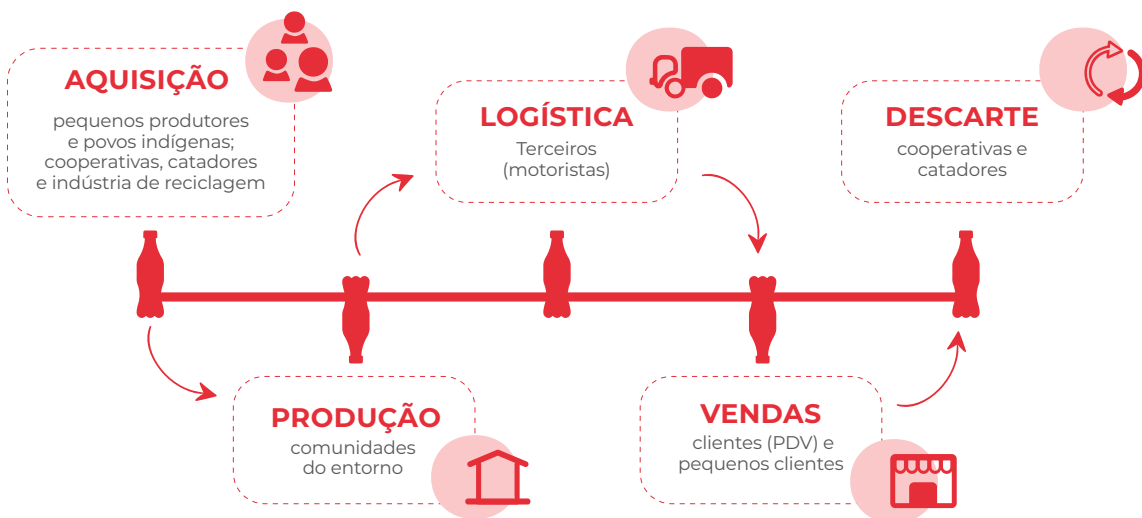 AQUISIÇÃO
pequenos produtores
e povos indígenas;
cooperativas, catadores
e indústria de reciclagem
PRODUÇÃO
comunidades
do entorno
LOGÍSTICA
Terceiros
(motoristas)
VENDAS
clientes (PDV) e
pequenos clientes
DESCARTE
cooperativas e
catadores